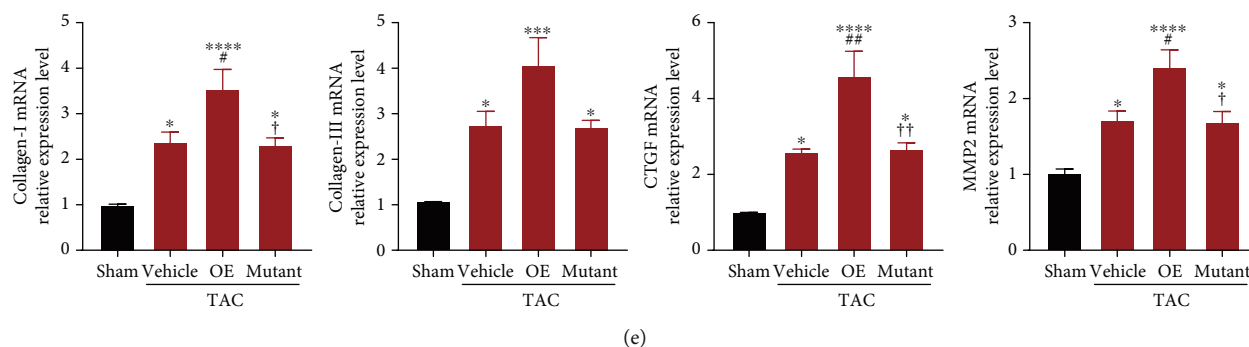 Collagen-I mRNA
relative expression level
5
4
3
2
1
0
*
****
#
*
†
Sham
Vehicle
OE
Mutant
TAC
Collagen-III mRNA
relative expression level
5
4
3
2
1
0
*
***
*
Sham
Vehicle
OE
Mutant
TAC
CTGF mRNA
relative expression level
6
4
2
0
*
****
##
*
††
Sham
Vehicle
OE
Mutant
TAC
MMP2 mRNA
relative expression level
3
2
1
0
*
****
#
*
†
Sham
Vehicle
OE
Mutant
TAC
(e)